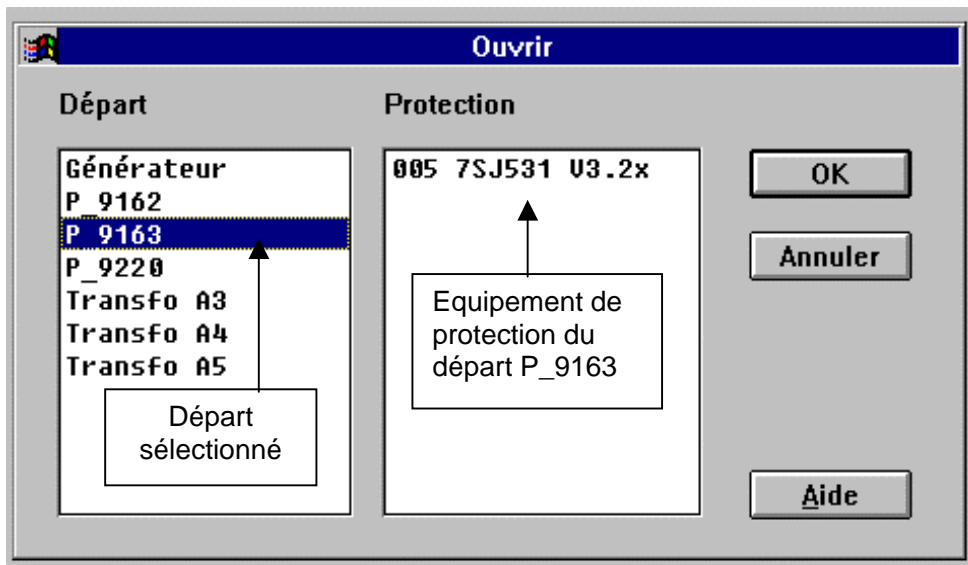 Ouvrir
Départ
Protection
Générateur
P_9162
P_9163
P_9220
Transfo A3
Transfo A4
Transfo A5
Départ
sélectionné
005 7SJ531 V3.2x
Equipement de
protection du
départ P_9163
OK
Annuler
Aide